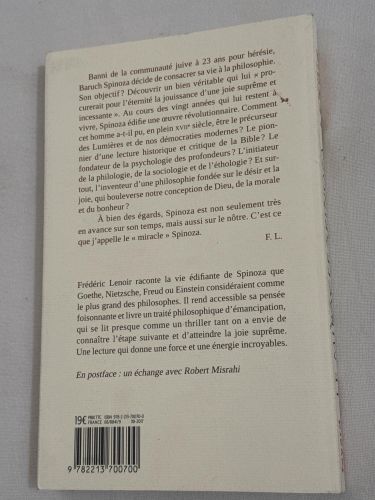 Banni de la communauté juive à 23 ans pour hérésie,
Baruch Spinoza décide de consacrer sa vie à la philosophie.
Son objectif ? Découvrir un bien véritable qui lui « pro-
curerait pour l'éternité la jouissance d'une joie suprême et
incessante ». Au cours des vingt années qui lui restent à
vivre, Spinoza édifie une œuvre révolutionnaire. Comment
cet homme a-t-il pu, en plein XVIIe siècle, être le précurseur
des Lumières et de nos démocraties modernes ? Le pion-
nier d'une lecture historique et critique de la Bible ? Le
fondateur de la psychologie des profondeurs ? L'initiateur
de la philologie, de la sociologie et de l'éthologie ? Et sur-
tout, l'inventeur d'une philosophie fondée sur le désir et la
joie, qui bouleverse notre conception de Dieu, de la morale
et du bonheur ?
À bien des égards, Spinoza est non seulement très
en avance sur son temps, mais aussi sur le nôtre. C'est ce
que j'appelle le « miracle » Spinoza.
F. L.
Frédéric Lenoir raconte la vie édifiante de Spinoza que
Goethe, Nietzsche, Freud ou Einstein considéraient comme
le plus grand des philosophes. Il rend accessible sa pensée
foisonnante et livre un traité philosophique d'émancipation,
qui se lit presque comme un thriller tant on a envie de
connaître l'étape suivante et d'atteindre la joie suprême.
Une lecture qui donne une force et une énergie incroyables.
En postface : un échange avec Robert Misrahi
19€ PRIX TTC ISBN 978-2-213-70070-0
FRANCE 10-2017
9 782213 700700